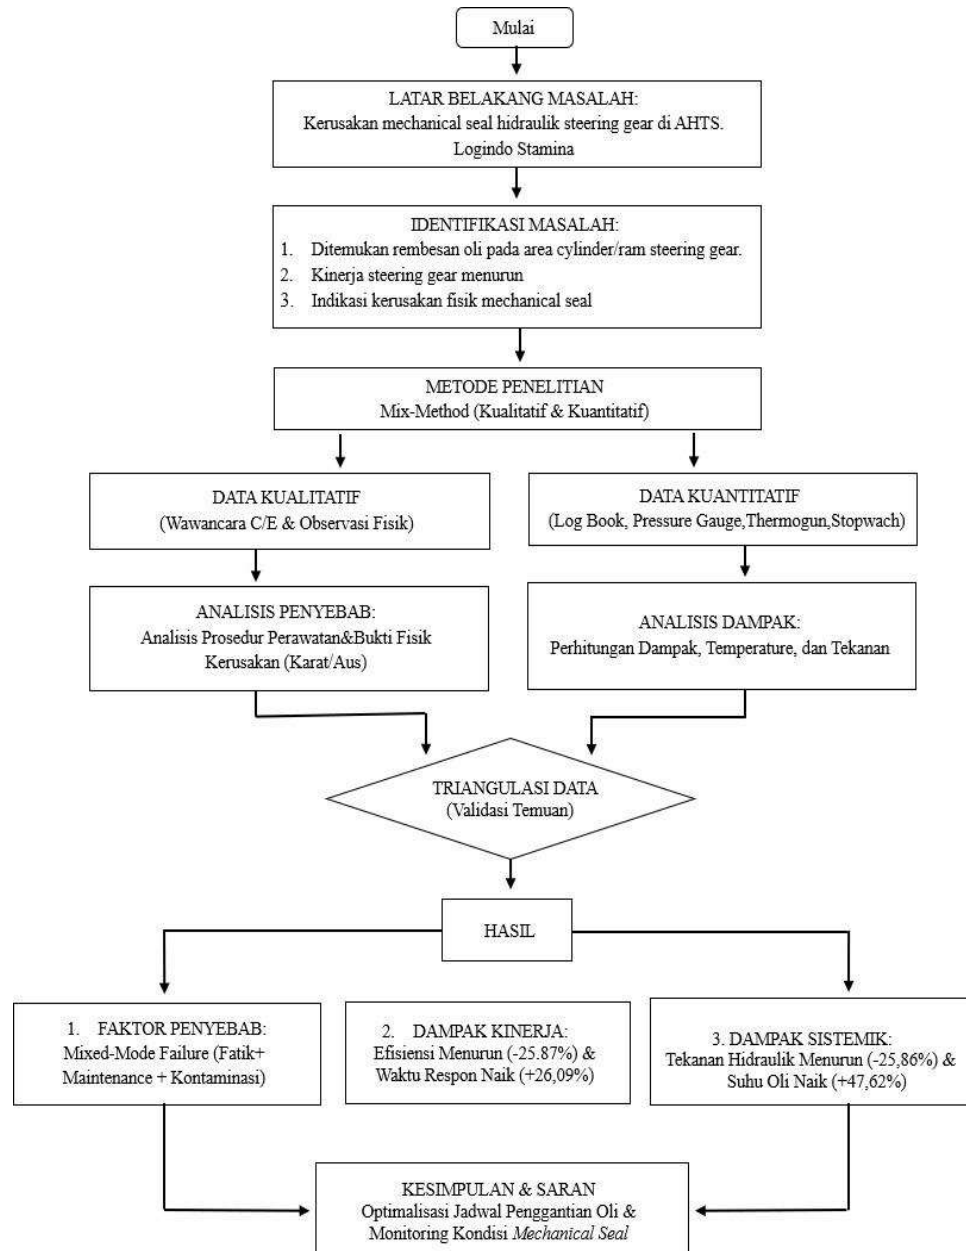 Mulai
LATAR BELAKANG MASALAH:
Kerusakan mechanical seal hidraulik steering gear di AHTS.
Logindo Stamina
IDENTIFIKASI MASALAH:
1. Ditemukan rembesan oli pada area cylinder/ram steering gear.
2. Kinerja steering gear menurun
3. Indikasi kerusakan fisik mechanical seal
METODE PENELITIAN
Mix-Method (Kualitatif & Kuantitatif)
DATA KUALITATIF
(Wawancara C/E & Observasi Fisik)
DATA KUANTITATIF
(Log Book, Pressure Gauge,Thermogun,Stopwach)
ANALISIS PENYEBAB:
Analisis Prosedur Perawatan&Bukti Fisik
Kerusakan (Karat/Aus)
ANALISIS DAMPAK:
Perhitungan Dampak, Temperature, dan Tekanan
TRIANGULASI DATA
(Validasi Temuan)
HASIL
1. FAKTOR PENYEBAB:
Mixed-Mode Failure (Fatik+
Maintenance + Kontaminasi)
2. DAMPAK KINERJA:
Efisiensi Menurun (-25.87%) &
Waktu Respon Naik (+26,09%)
3. DAMPAK SISTEMIK:
Tekanan Hidraulik Menurun (-25,86%) &
Suhu Oli Naik (+47,62%)
KESIMPULAN & SARAN
Optimalisasi Jadwal Penggantian Oli &
Monitoring Kondisi Mechanical Seal